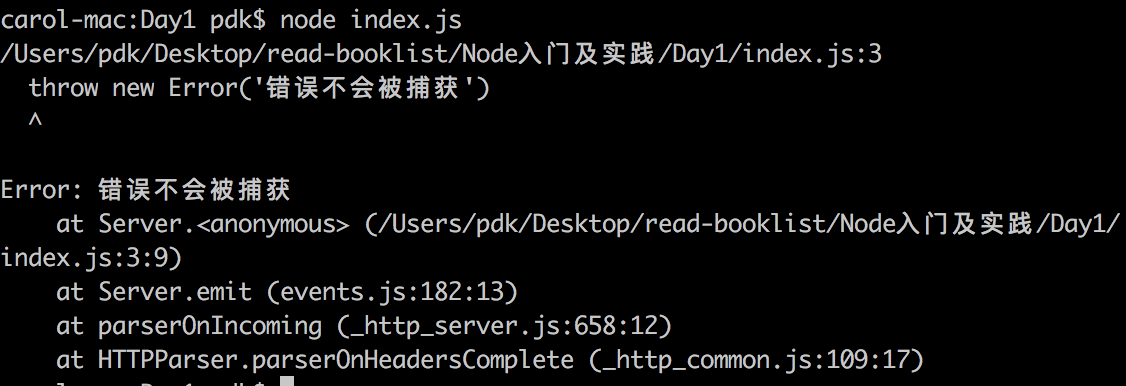 carol-mac:Day1 pdk$ node index.js
/Users/pdk/Desktop/read-booklist/Node入门及实践/Day1/index.js:3
  throw new Error('错误不会被捕获')
  ^
Error: 错误不会被捕获
    at Server.<anonymous> (/Users/pdk/Desktop/read-booklist/Node入门及实践/Day1/
index.js:3:9)
    at Server.emit (events.js:182:13)
    at parserOnIncoming (_http_server.js:658:12)
    at HTTPParser.parserOnHeadersComplete (_http_common.js:109:17)